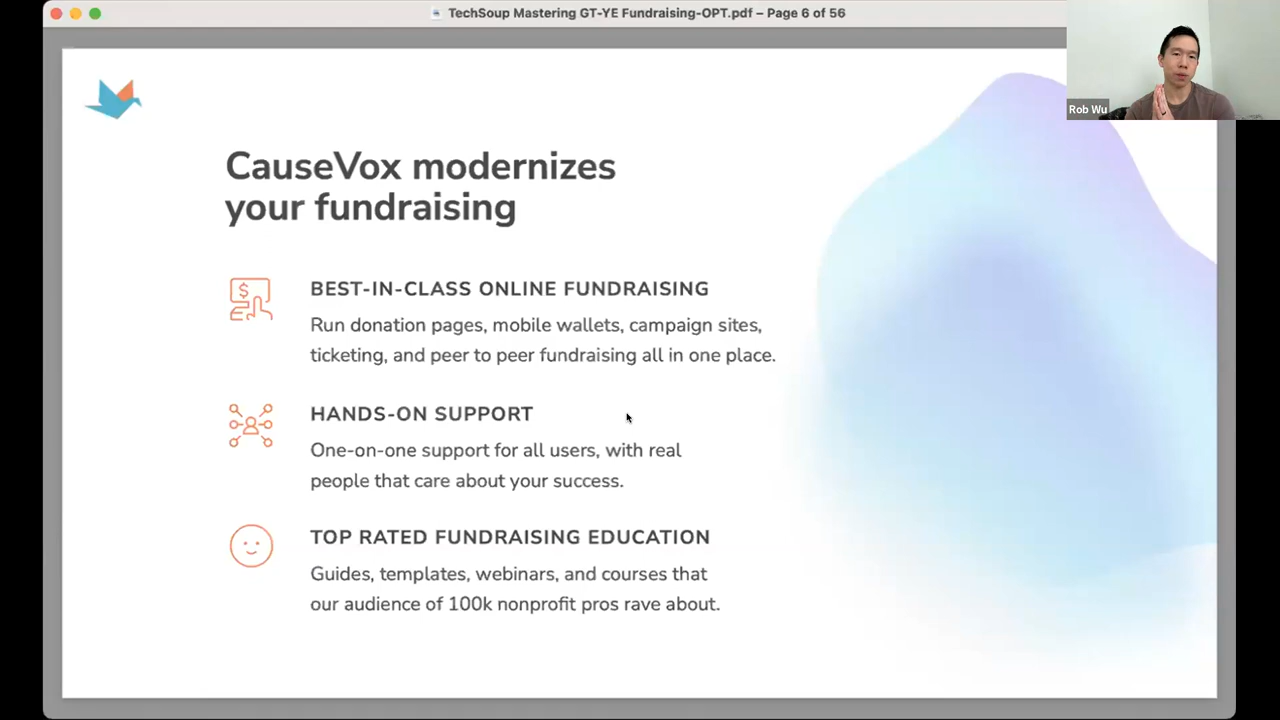 TechSoup Mastering GT-YE Fundraising-OPT.pdf – Page 6 of 56
Rob Wu
CauseVox modernizes
your fundraising
$
BEST-IN-CLASS ONLINE FUNDRAISING
Run donation pages, mobile wallets, campaign sites,
ticketing, and peer to peer fundraising all in one place.
HANDS-ON SUPPORT
One-on-one support for all users, with real
people that care about your success.
TOP RATED FUNDRAISING EDUCATION
Guides, templates, webinars, and courses that
our audience of 100k nonprofit pros rave about.